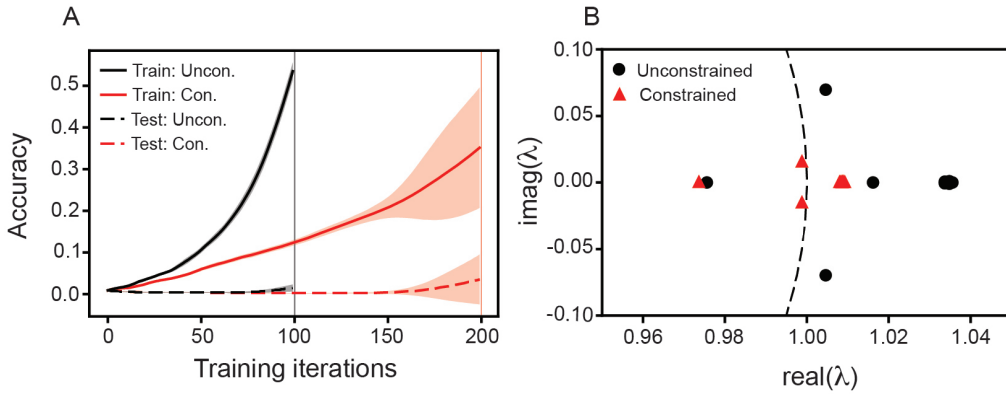 A
Accuracy
0.5
0.4
0.3
0.2
0.1
0.0
Train: Uncon.
Train: Con.
Test: Uncon.
Test: Con.
0
50
100
150
200
Training iterations
B
imag(λ)
0.10
0.05
0.00
-0.05
-0.10
Unconstrained
Constrained
0.96
0.98
1.00
1.02
1.04
real(λ)